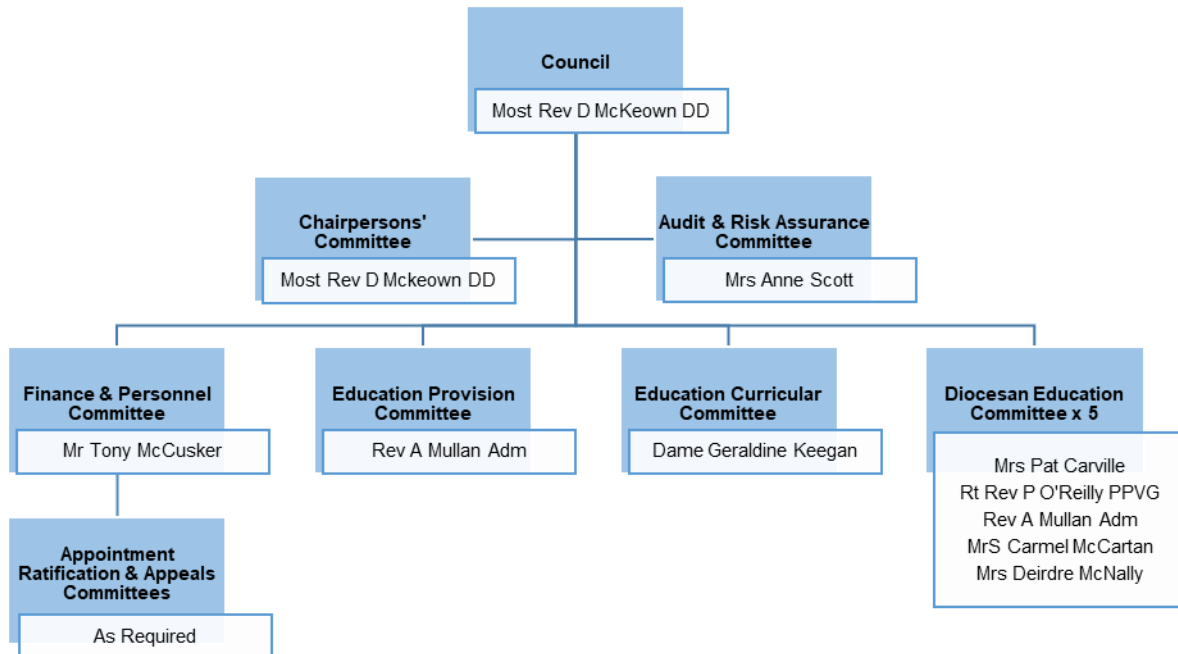 Council
Most Rev D McKeown DD
Chairpersons'
Committee
Most Rev D Mckeown DD
Audit & Risk Assurance
Committee
Mrs Anne Scott
Finance & Personnel
Committee
Mr Tony McCusker
Education Provision
Committee
Rev A Mullan Adm
Education Curricular
Committee
Dame Geraldine Keegan
Diocesan Education
Committee x 5
Mrs Pat Carville
Rt Rev P O'Reilly PPVG
Rev A Mullan Adm
MrS Carmel McCartan
Mrs Deirdre McNally
Appointment
Ratification & Appeals
Committees
As Required